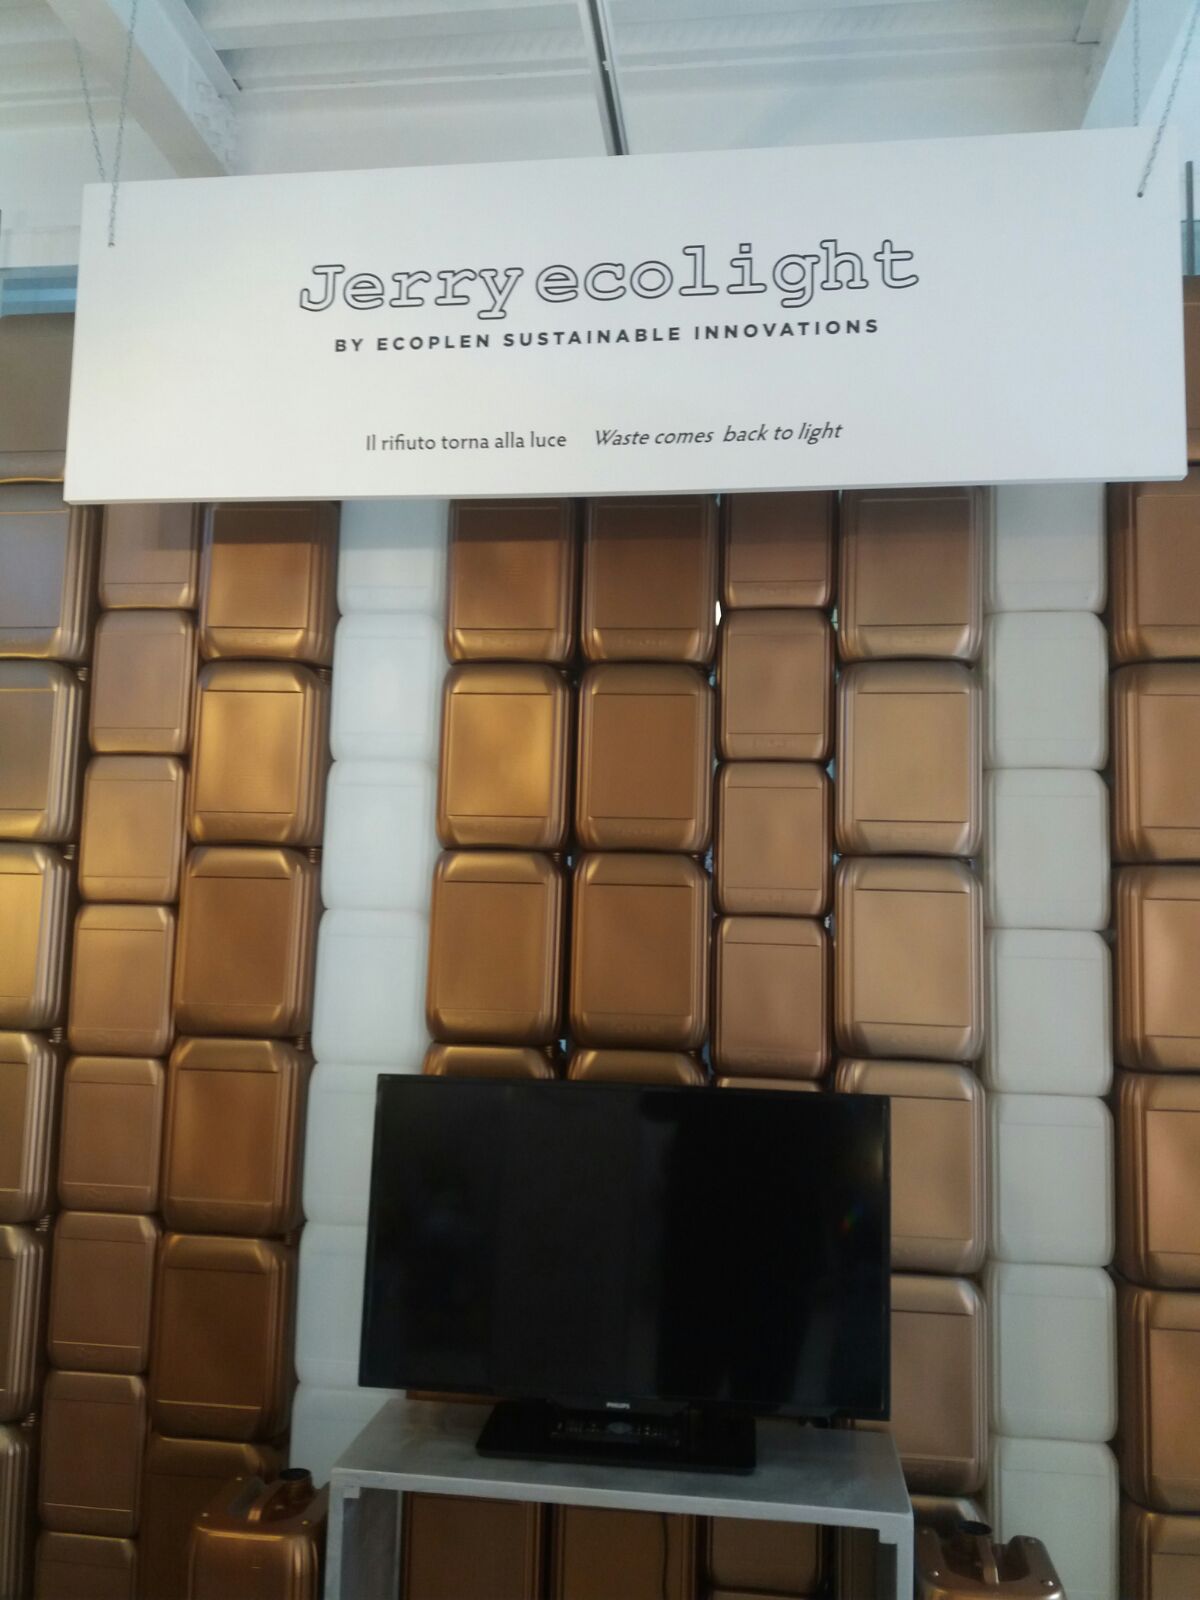 Jerry ecolight
BY ECOPLEN SUSTAINABLE INNOVATIONS
Il rifiuto torna alla luce Waste comes back to light
PHILIPS